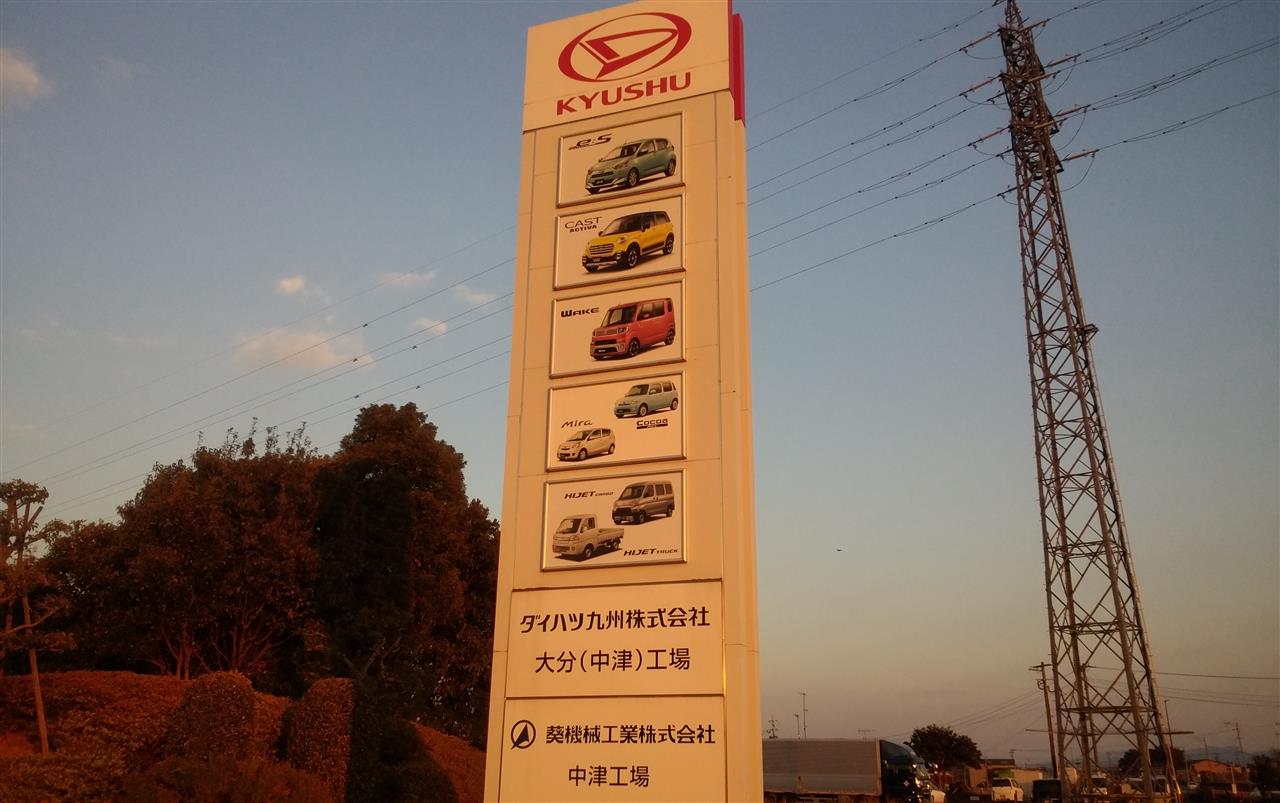 KYUSHU
e:S
CAST
ACTIVA
WAKE
Mira
Cocoa
HIJET CARGO
HIJET TRUCK
ダイハツ九州株式会社
大分(中津)工場
葵機械工業株式会社
中津工場